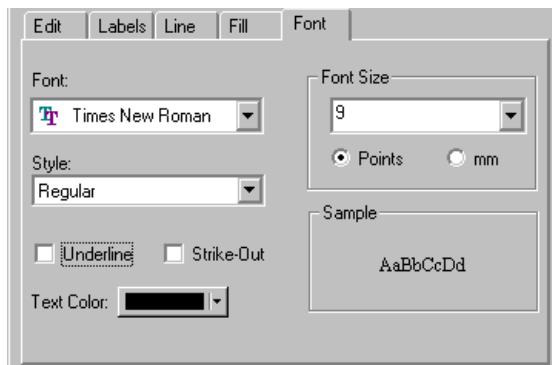 Edit Labels Line Fill Font
Font:
Times New Roman
Style:
Regular
Underline Strike-Out
Text Color:
Font Size
9
Points mm
Sample
AaBbCcDd